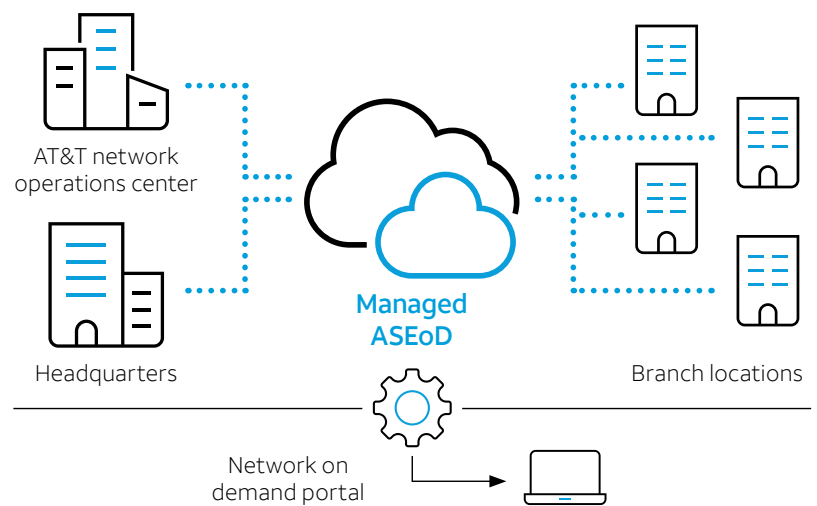 AT&T network
operations center
Headquarters
Managed
ASEoD
Branch locations
Network on
demand portal